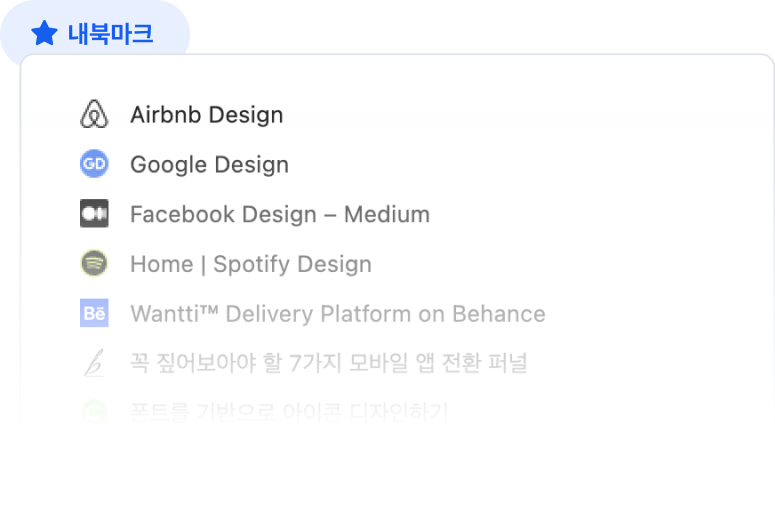 내북마크
Airbnb Design
GD Google Design
Facebook Design – Medium
Home | Spotify Design
Bē Wantti™ Delivery Platform on Behance
꼭 짚어보아야 할 7가지 모바일 앱 전환 퍼널
폰트를 기반으로 아이콘 디자인하기